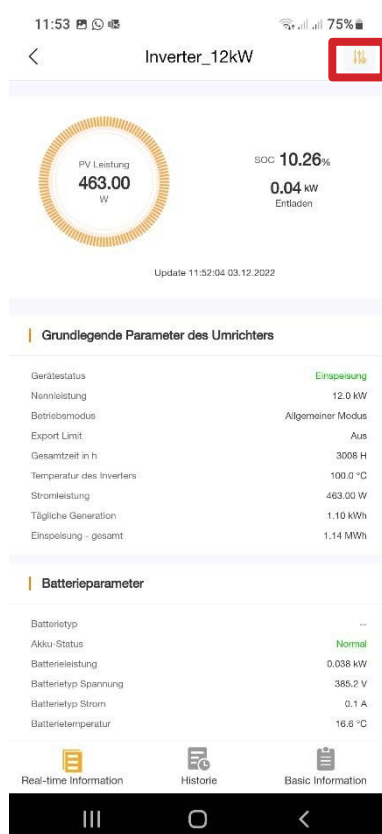 11:53 75%
Inverter_12kW
PV Leistung
463.00
W
SOC 10.26%
0.04 kW
Entladen
Update 11:52:04 03.12.2022
Grundlegende Parameter des Umrichters
Gerätestatus Einspeisung
Nennleistung 12.0 kW
Betriebsmodus Allgemeiner Modus
Export Limit Aus
Gesamtzeit in h 3008 H
Temperatur des Inverters 100.0 °C
Stromleistung 463.00 W
Tägliche Generation 1.10 kWh
Einspeisung - gesamt 1.14 MWh
Batterieparameter
Batterietyp --
Akku-Status Normal
Batterieleistung 0.038 kW
Batterietyp Spannung 385.2 V
Batterietyp Strom 0.1 A
Batterietemperatur 16.6 °C
Real-time Information Historie Basic Information